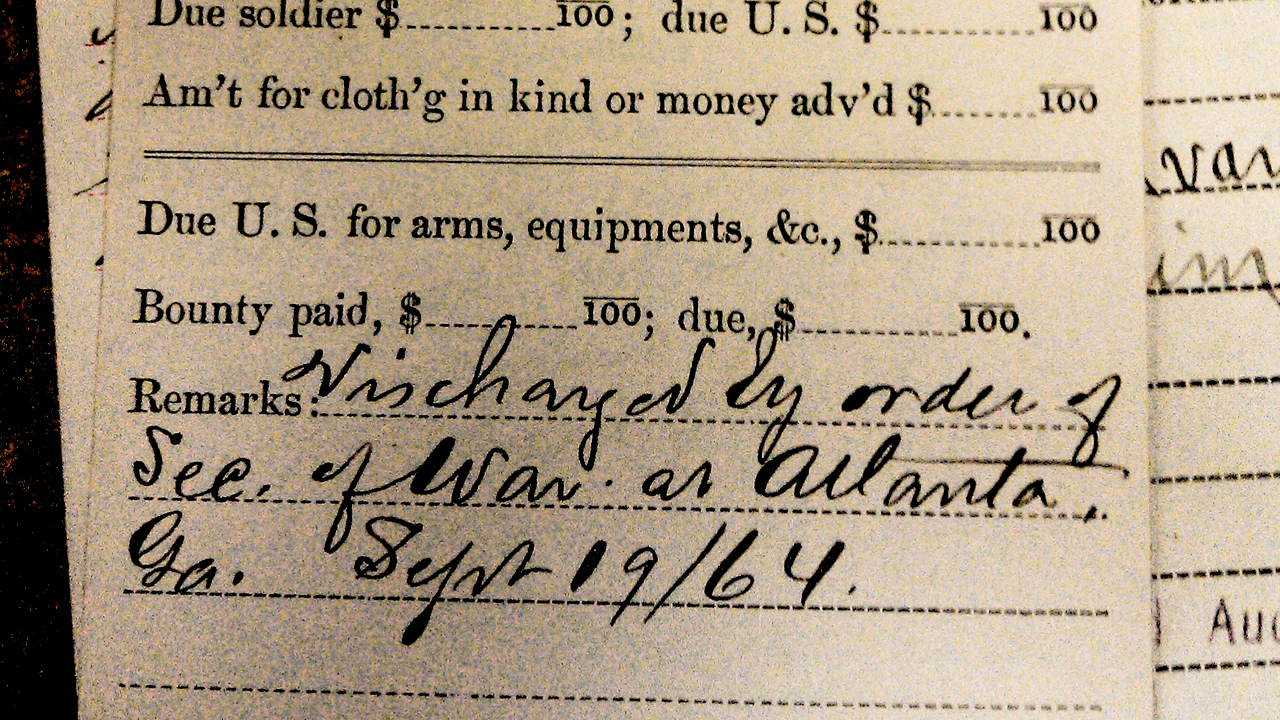 Due soldier $ 100; due U. S. $ 100
Am't for cloth'g in kind or money adv'd $ 100
Due U. S. for arms, equipments, &c., $ 100
Bounty paid, $ 100; due, $ 100.
Remarks: Discharged by order of
Sec. of War at Atlanta,
Ga. Sept 19/64.